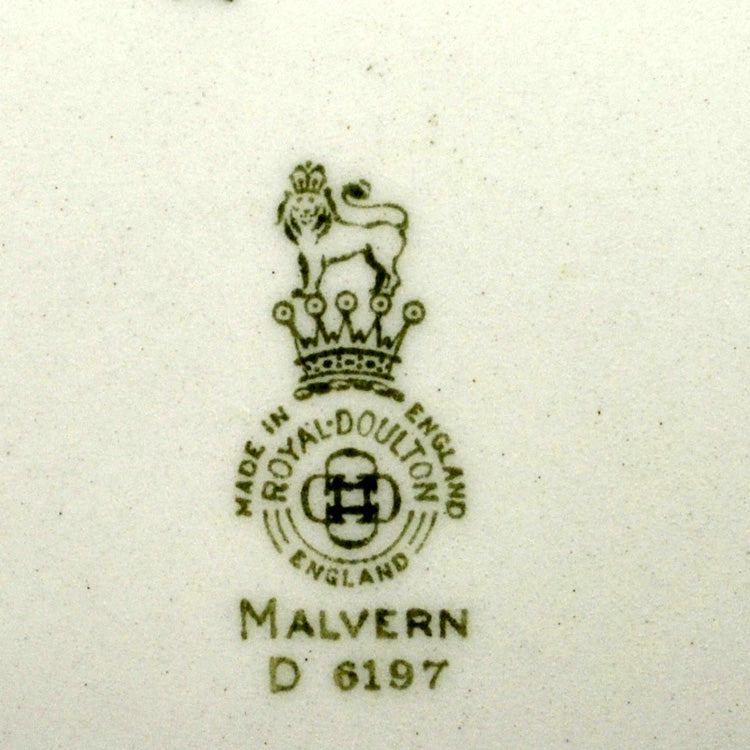 MADE IN ENGLAND
ROYAL·DOULTON
ENGLAND
MALVERN
D 6197